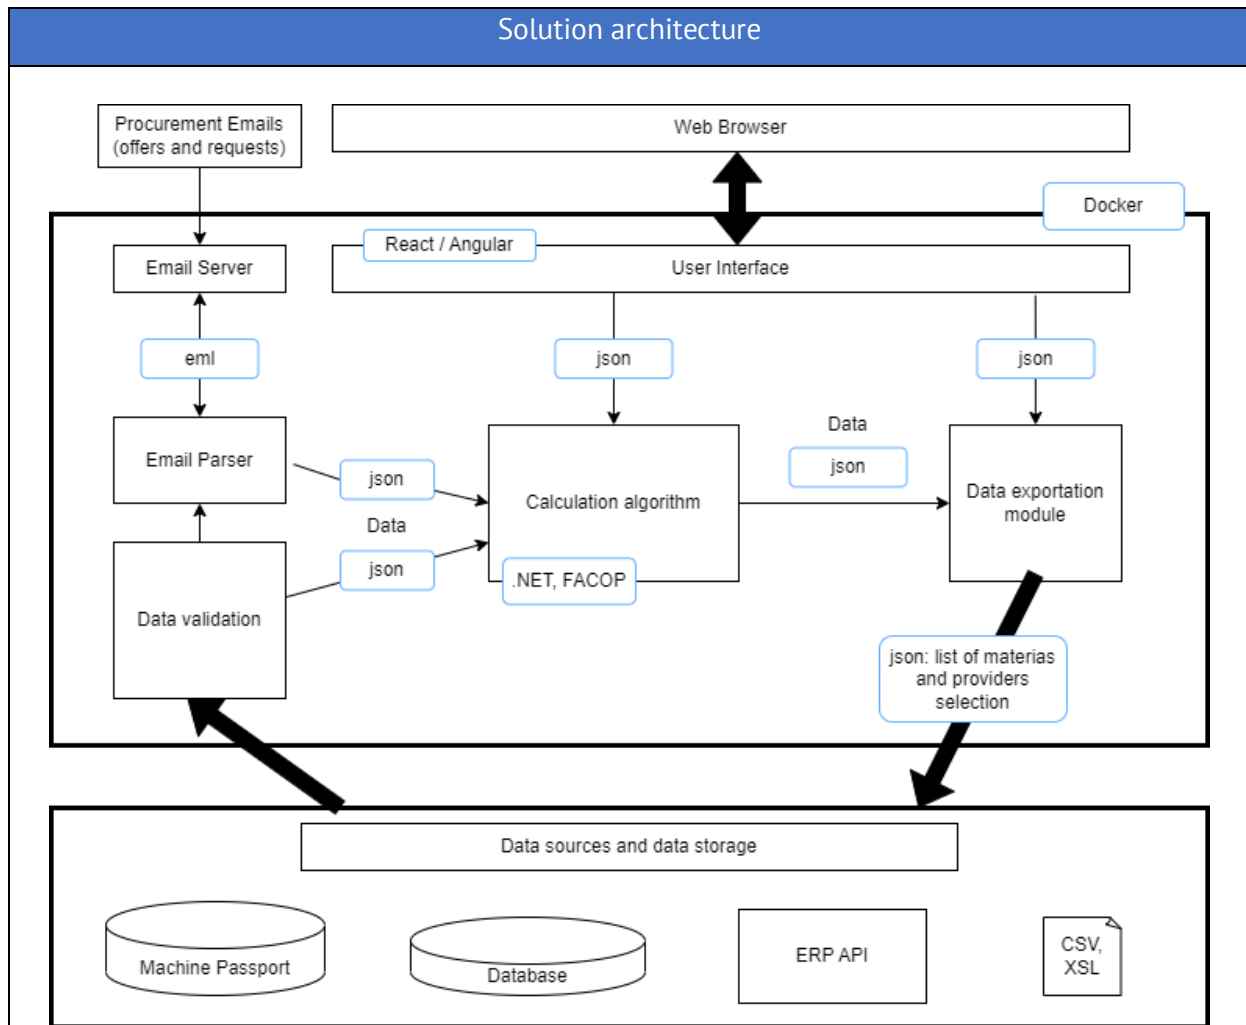 Solution architecture
Procurement Emails
(offers and requests)
Web Browser
Docker
React / Angular
Email Server
User Interface
eml
json
json
Email Parser
json
Data
json
Calculation algorithm
.NET, FACOP
Data
json
Data exportation
module
Data validation
json: list of materias
and providers
selection
Data sources and data storage
Machine Passport
Database
ERP API
CSV,
XSL